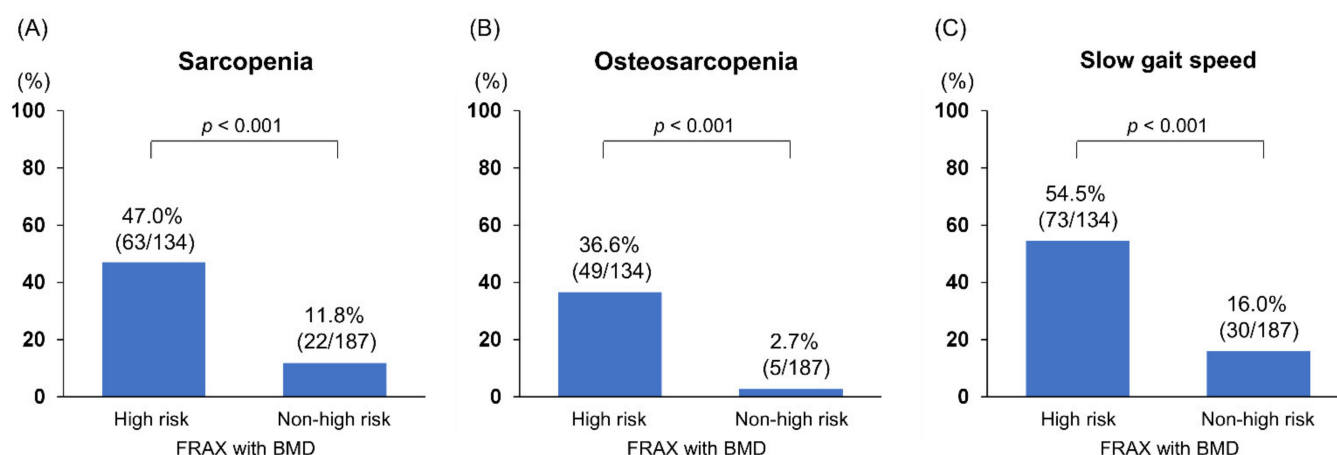 (A)
Sarcopenia
(%)
100
80
60
40
20
0
p < 0.001
47.0%
(63/134)
11.8%
(22/187)
High risk
Non-high risk
FRAX with BMD
(B)
Osteosarcopenia
(%)
100
80
60
40
20
0
p < 0.001
36.6%
(49/134)
2.7%
(5/187)
High risk
Non-high risk
FRAX with BMD
(C)
Slow gait speed
(%)
100
80
60
40
20
0
p < 0.001
54.5%
(73/134)
16.0%
(30/187)
High risk
Non-high risk
FRAX with BMD